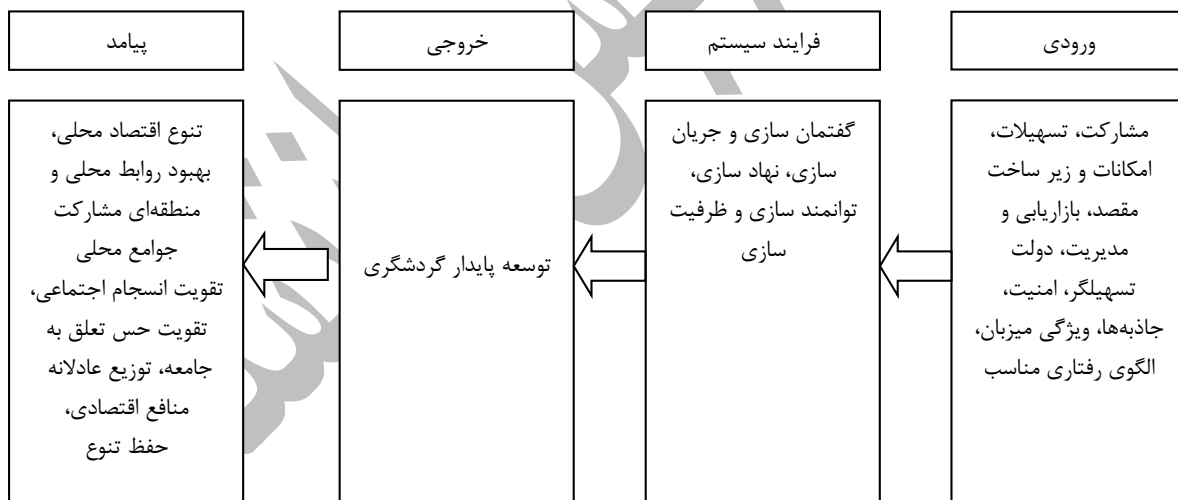 ورودی
فرایند سیستم
خروجی
پیامد
مشارکت، تسهیلات،
امکانات و زیر ساخت
مقصد، بازاریابی و
مدیریت، دولت
تسهیلگر، امنیت،
جاذبه‌ها، ویژگی میزبان،
الگوی رفتاری مناسب
گفتمان سازی و جریان
سازی، نهاد سازی،
توانمند سازی و ظرفیت
سازی
توسعه پایدار گردشگری
تنوع اقتصاد محلی،
بهبود روابط محلی و
منطقه‌ای مشارکت
جوامع محلی
تقویت انسجام اجتماعی،
تقویت حس تعلق به
جامعه، توزیع عادلانه
منافع اقتصادی،
حفظ تنوع